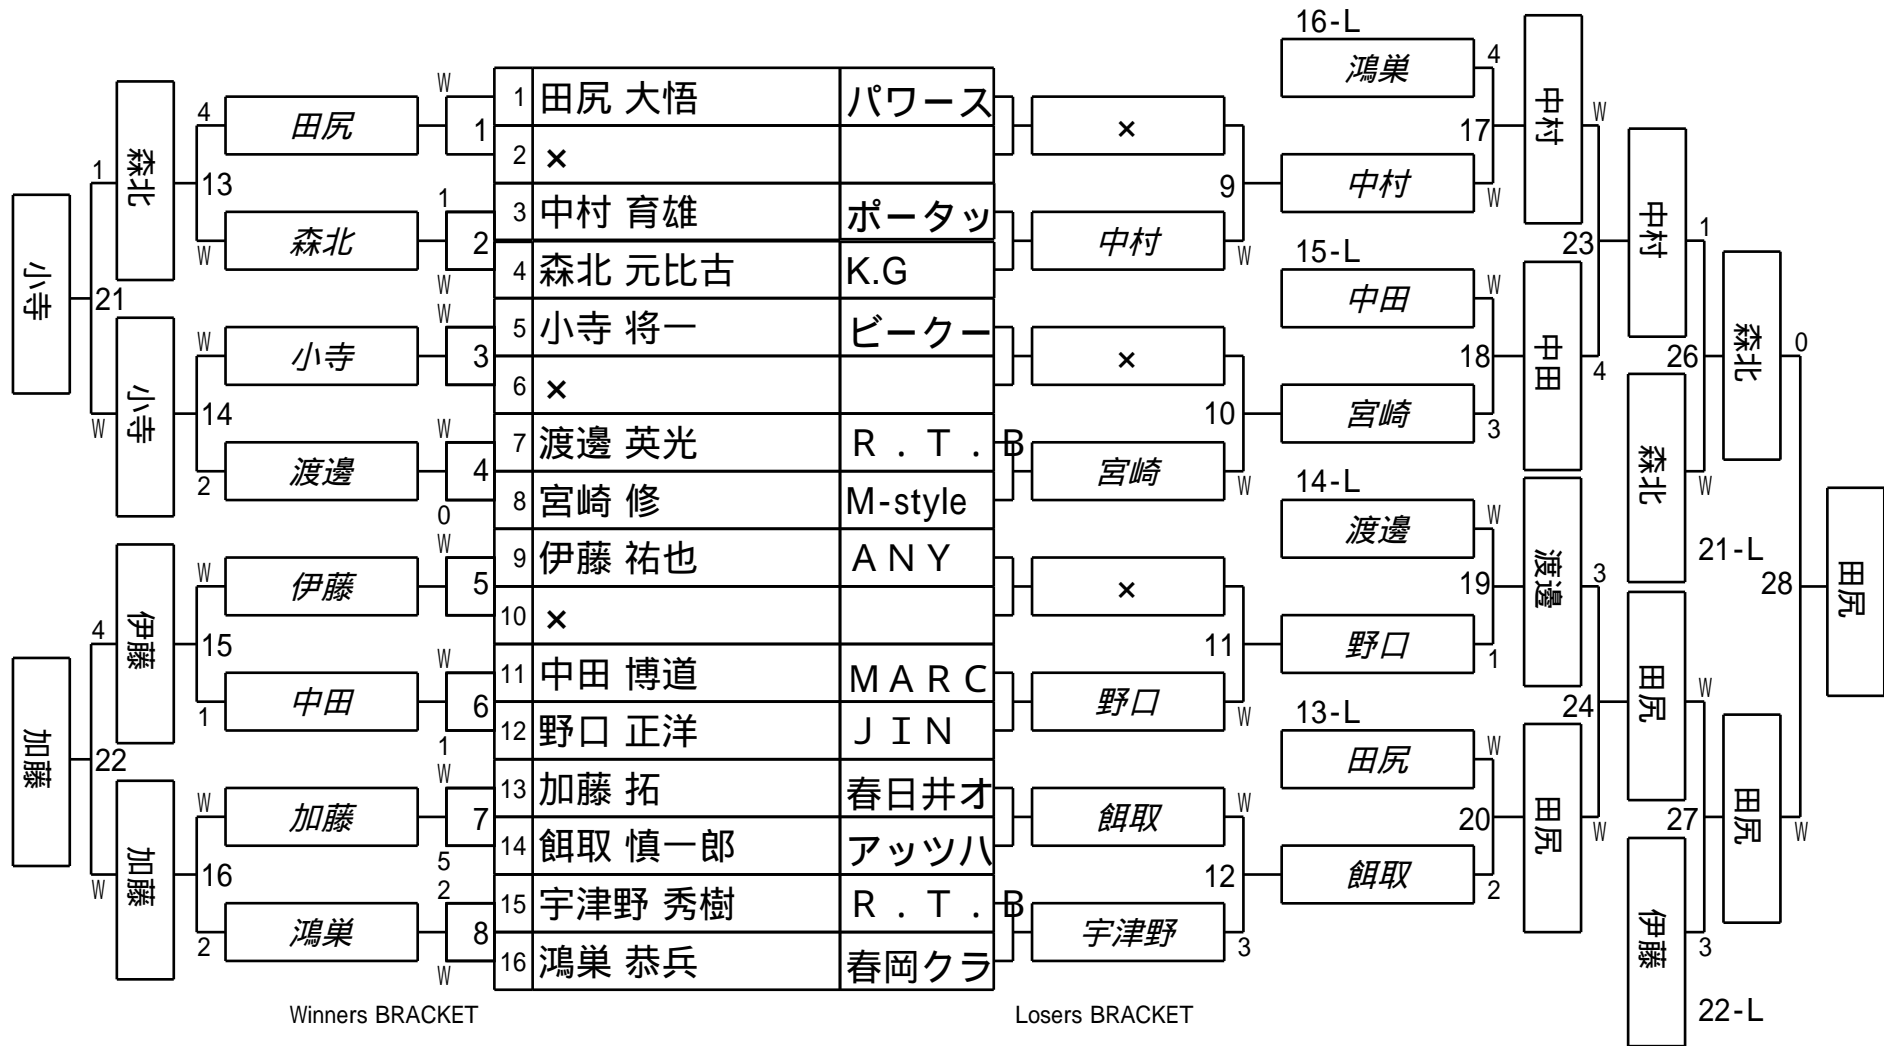 16-L
鴻巣 4
W 1 田尻 大悟 パワース
4 田尻 1 × 17 中村 W
2 ×
森北 1 13 9 中村 W 中村
1 3 中村 育雄 ポータッ
W 森北 2 中村 W 23 1
W 4 森北 元比古 K.G 15-L
小寺 21 中田 W 森北
W 5 小寺 将一 ビークー
W 小寺 3 × 18 中田 4 26 0
6 ×
小寺 W 14 10 宮崎 3
W 7 渡邊 英光 R.T.B
2 渡邊 4 宮崎 W 森北 W
0 8 宮崎 修 M-style 14-L
W 9 伊藤 祐也 ANY 渡邊 W 21-L
W 伊藤 5 × 19 渡邊 3 28 田尻
10 ×
伊藤 4 15 11 野口 1
W 11 中田 博道 MARC
1 中田 6 野口 W 24 田尻 W
1 12 野口 正洋 JIN 13-L
加藤 22 田尻 W 田尻
W 13 加藤 拓 春日井オ
W 加藤 7 餌取 W 20 田尻 W 27 W
5 14 餌取 慎一郎 アッツハ
加藤 W 16 12 餌取 2
2 15 宇津野 秀樹 R.T.B
2 鴻巣 8 宇津野 3 伊藤 3
W 16 鴻巣 恭兵 春岡クラ
Winners BRACKET Losers BRACKET 22-L